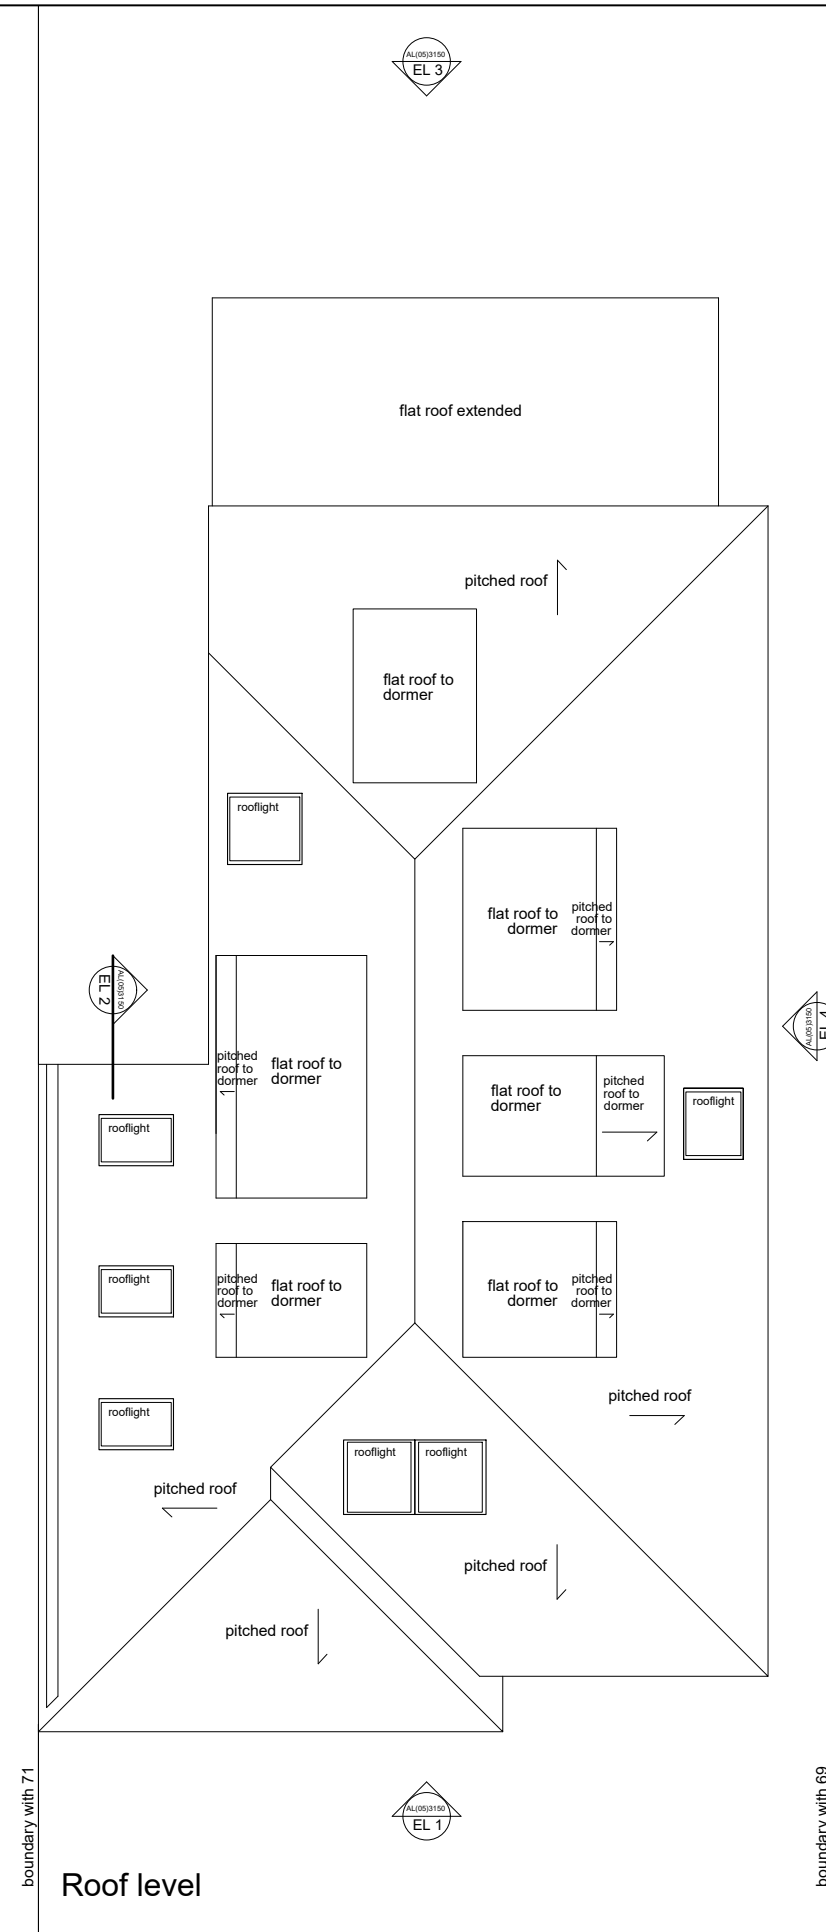 AL(05)3150
EL 3
flat roof extended
pitched roof
flat roof to
dormer
rooflight
flat roof to
dormer
pitched
roof to
dormer
AL(05)3150
EL 2
AL(05)3150
EL 4
pitched
roof to
dormer
flat roof to
dormer
flat roof to
dormer
pitched
roof to
dormer
rooflight
rooflight
rooflight
pitched
roof to
dormer
flat roof to
dormer
flat roof to
dormer
pitched
roof to
dormer
pitched roof
rooflight
rooflight
rooflight
pitched roof
pitched roof
pitched roof
boundary with 71
boundary with 69
AL(05)3150
EL 1
Roof level